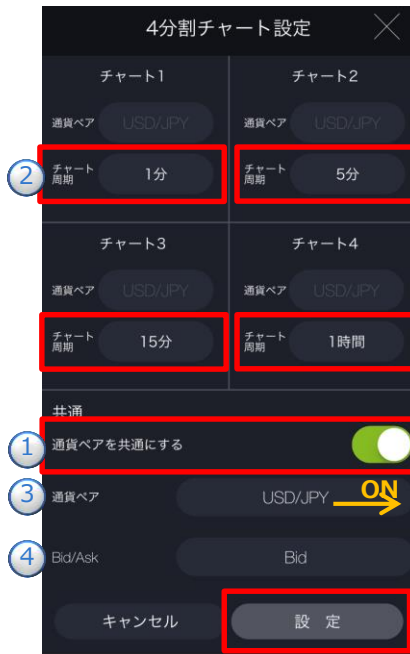 4分割チャート設定
チャート1 チャート2
通貨ペア USD/JPY 通貨ペア USD/JPY
② チャート周期 1分 チャート周期 5分
チャート3 チャート4
通貨ペア USD/JPY 通貨ペア USD/JPY
チャート周期 15分 チャート周期 1時間
共通
① 通貨ペアを共通にする
ON
③ 通貨ペア USD/JPY
④ Bid/Ask Bid
キャンセル 設 定